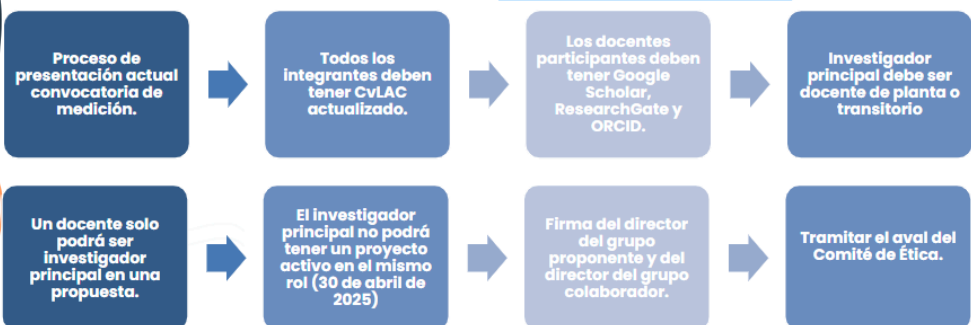 Proceso de
presentación actual
convocatoria de
medición.
Todos los
integrantes deben
tener CvLAC
actualizado.
Los docentes
participantes deben
tener Google
Scholar,
ResearchGate y
ORCID.
Investigador
principal debe ser
docente de planta o
transitorio
Un docente solo
podrá ser
investigador
principal en una
propuesta.
El investigador
principal no podrá
tener un proyecto
activo en el mismo
rol (30 de abril de
2025)
Firma del director
del grupo
proponente y del
director del grupo
colaborador.
Tramitar el aval del
Comité de Ética.